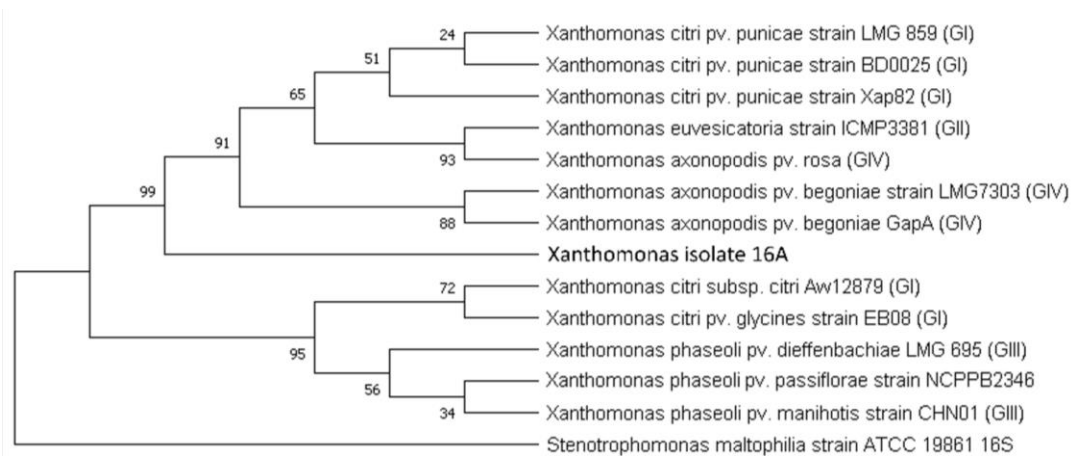 24
Xanthomonas citri pv. punicae strain LMG 859 (GI)
51
Xanthomonas citri pv. punicae strain BD0025 (GI)
65
Xanthomonas citri pv. punicae strain Xap82 (GI)
Xanthomonas euvesicatoria strain ICMP3381 (GII)
91
93
Xanthomonas axonopodis pv. rosa (GIV)
99
Xanthomonas axonopodis pv. begoniae strain LMG7303 (GIV)
88
Xanthomonas axonopodis pv. begoniae GapA (GIV)
Xanthomonas isolate 16A
72
Xanthomonas citri subsp. citri Aw12879 (GI)
Xanthomonas citri pv. glycines strain EB08 (GI)
95
Xanthomonas phaseoli pv. dieffenbachiae LMG 695 (GIII)
56
Xanthomonas phaseoli pv. passiflorae strain NCPPB2346
34
Xanthomonas phaseoli pv. manihotis strain CHN01 (GIII)
Stenotrophomonas maltophilia strain ATCC 19861 16S